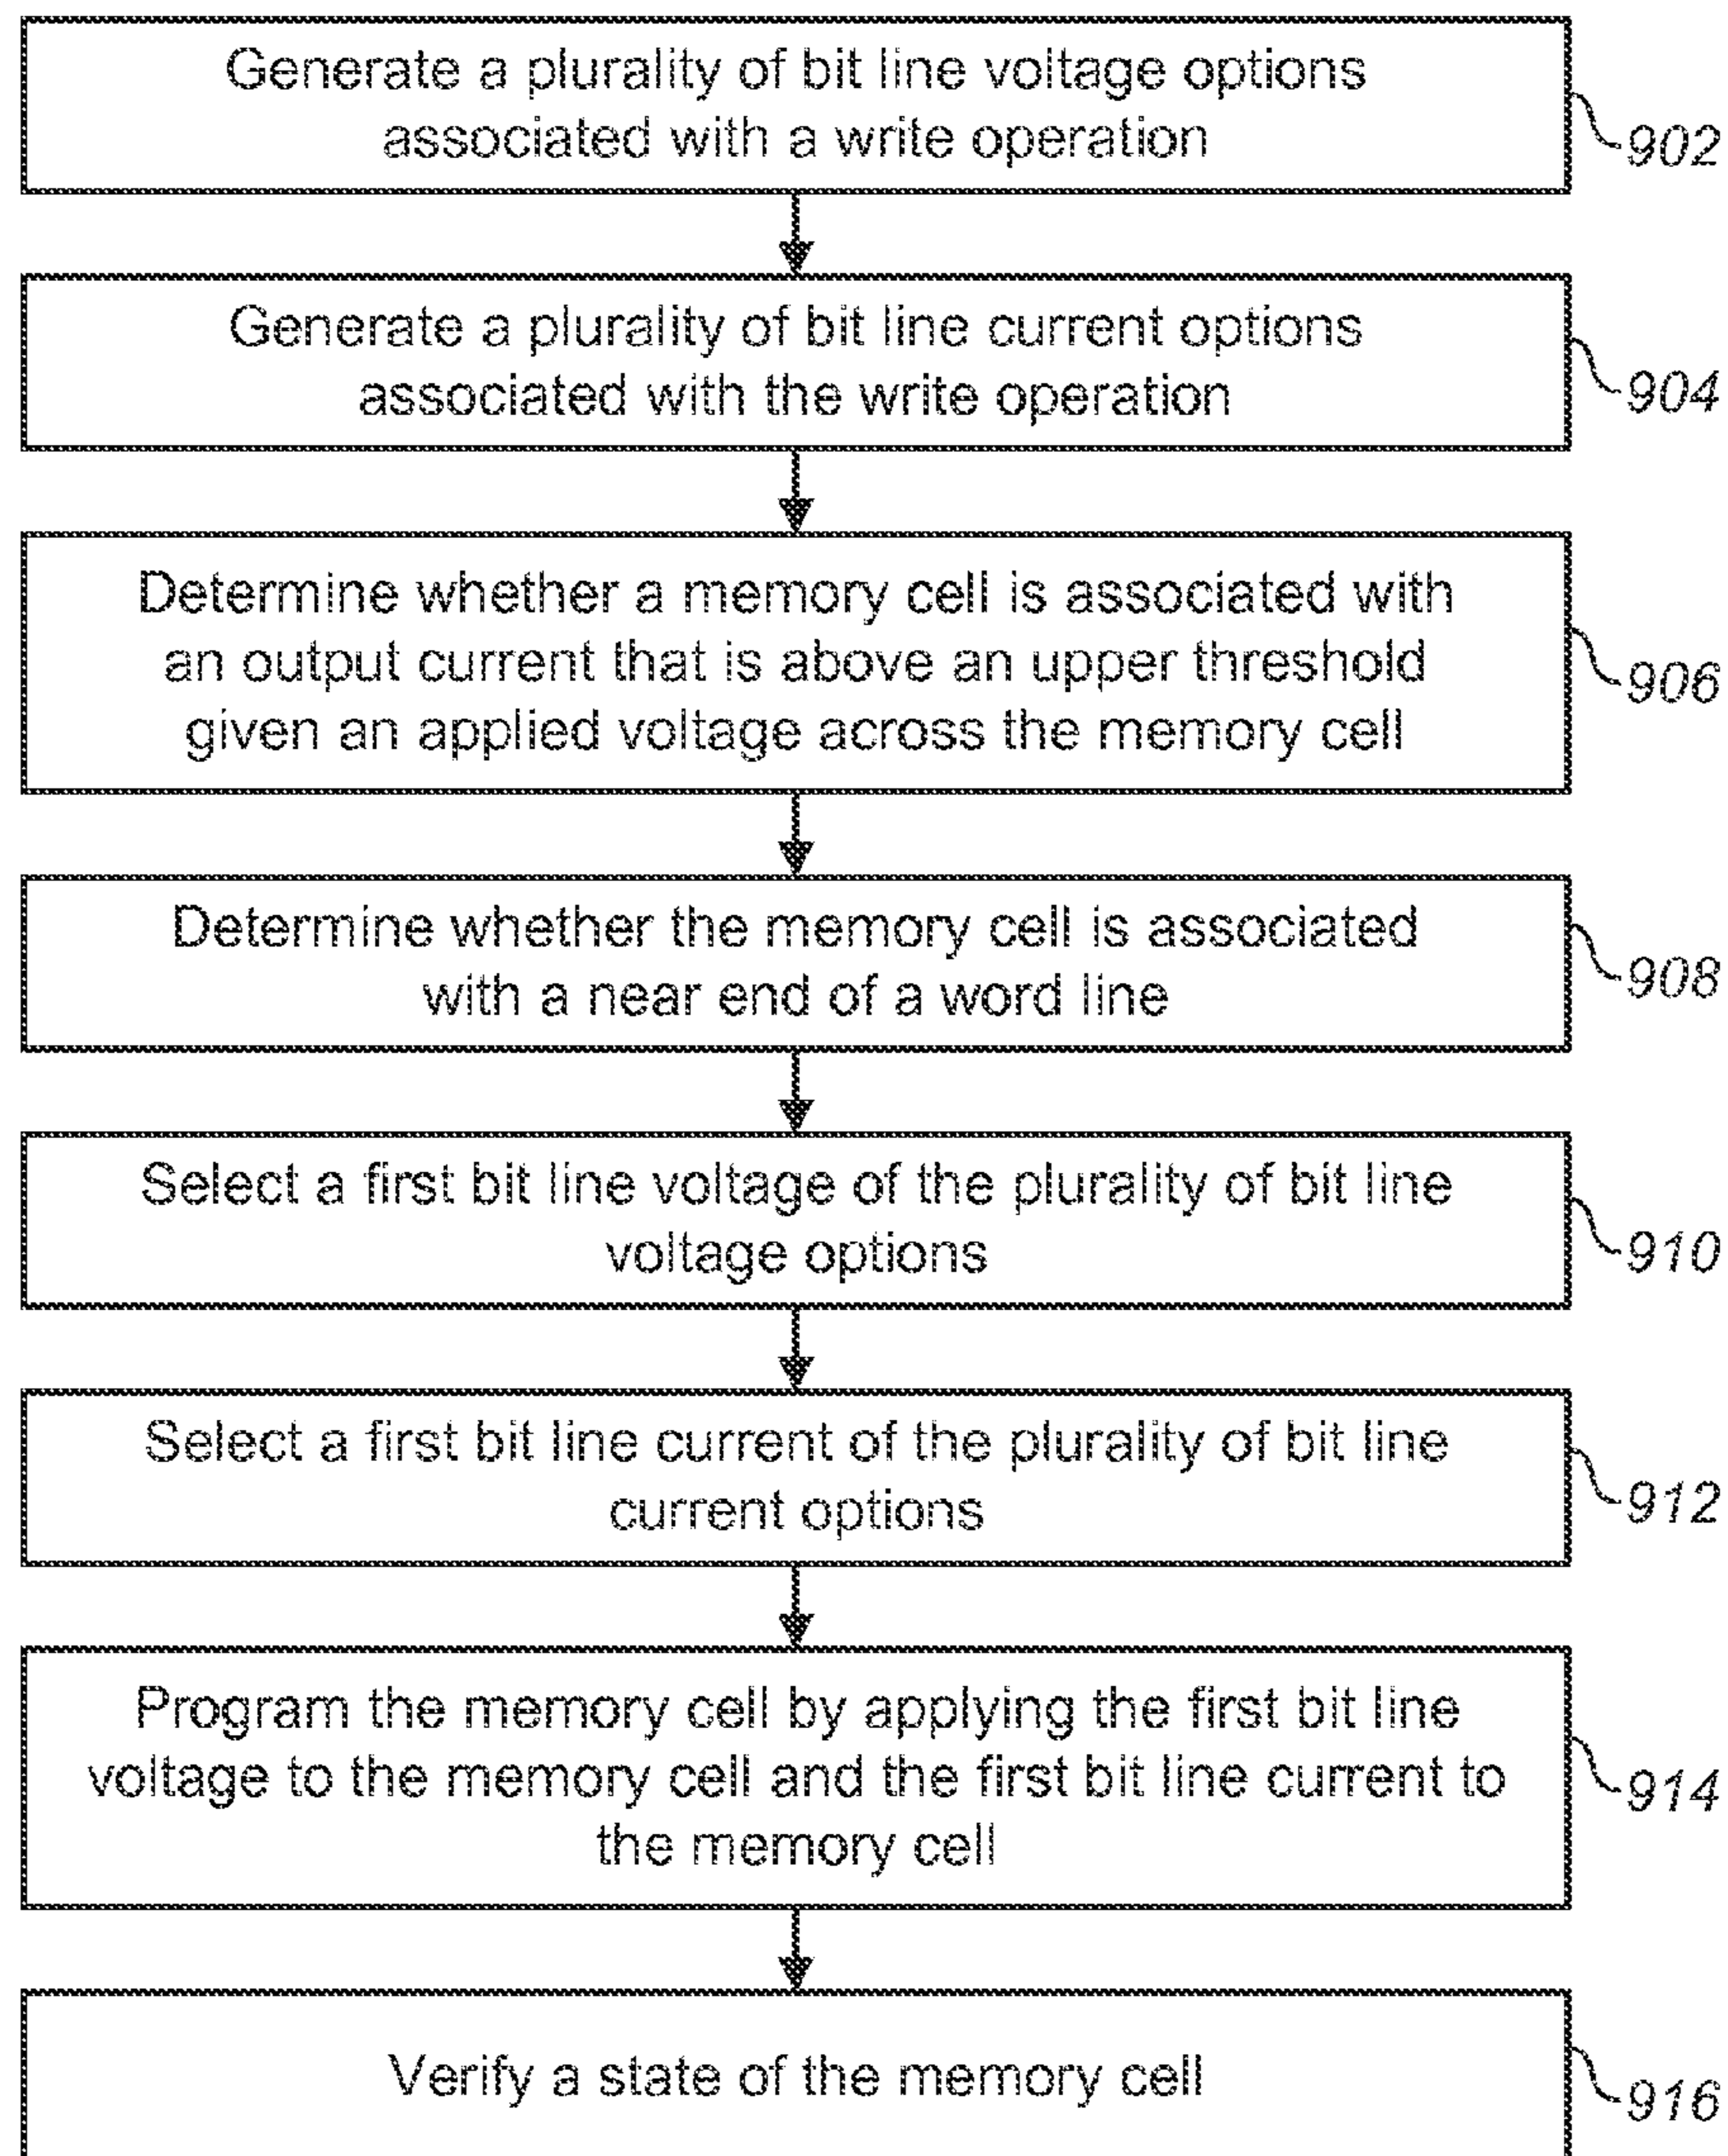 Generate a plurality of bit line voltage options
associated with a write operation
902
Generate a plurality of bit line current options
associated with the write operation
904
Determine whether a memory cell is associated with
an output current that is above an upper threshold
given an applied voltage across the memory cell
906
Determine whether the memory cell is associated
with a near end of a word line
908
Select a first bit line voltage of the plurality of bit line
voltage options
910
Select a first bit line current of the plurality of bit line
current options
912
Program the memory cell by applying the first bit line
voltage to the memory cell and the first bit line current to
the memory cell
914
Verify a state of the memory cell
916